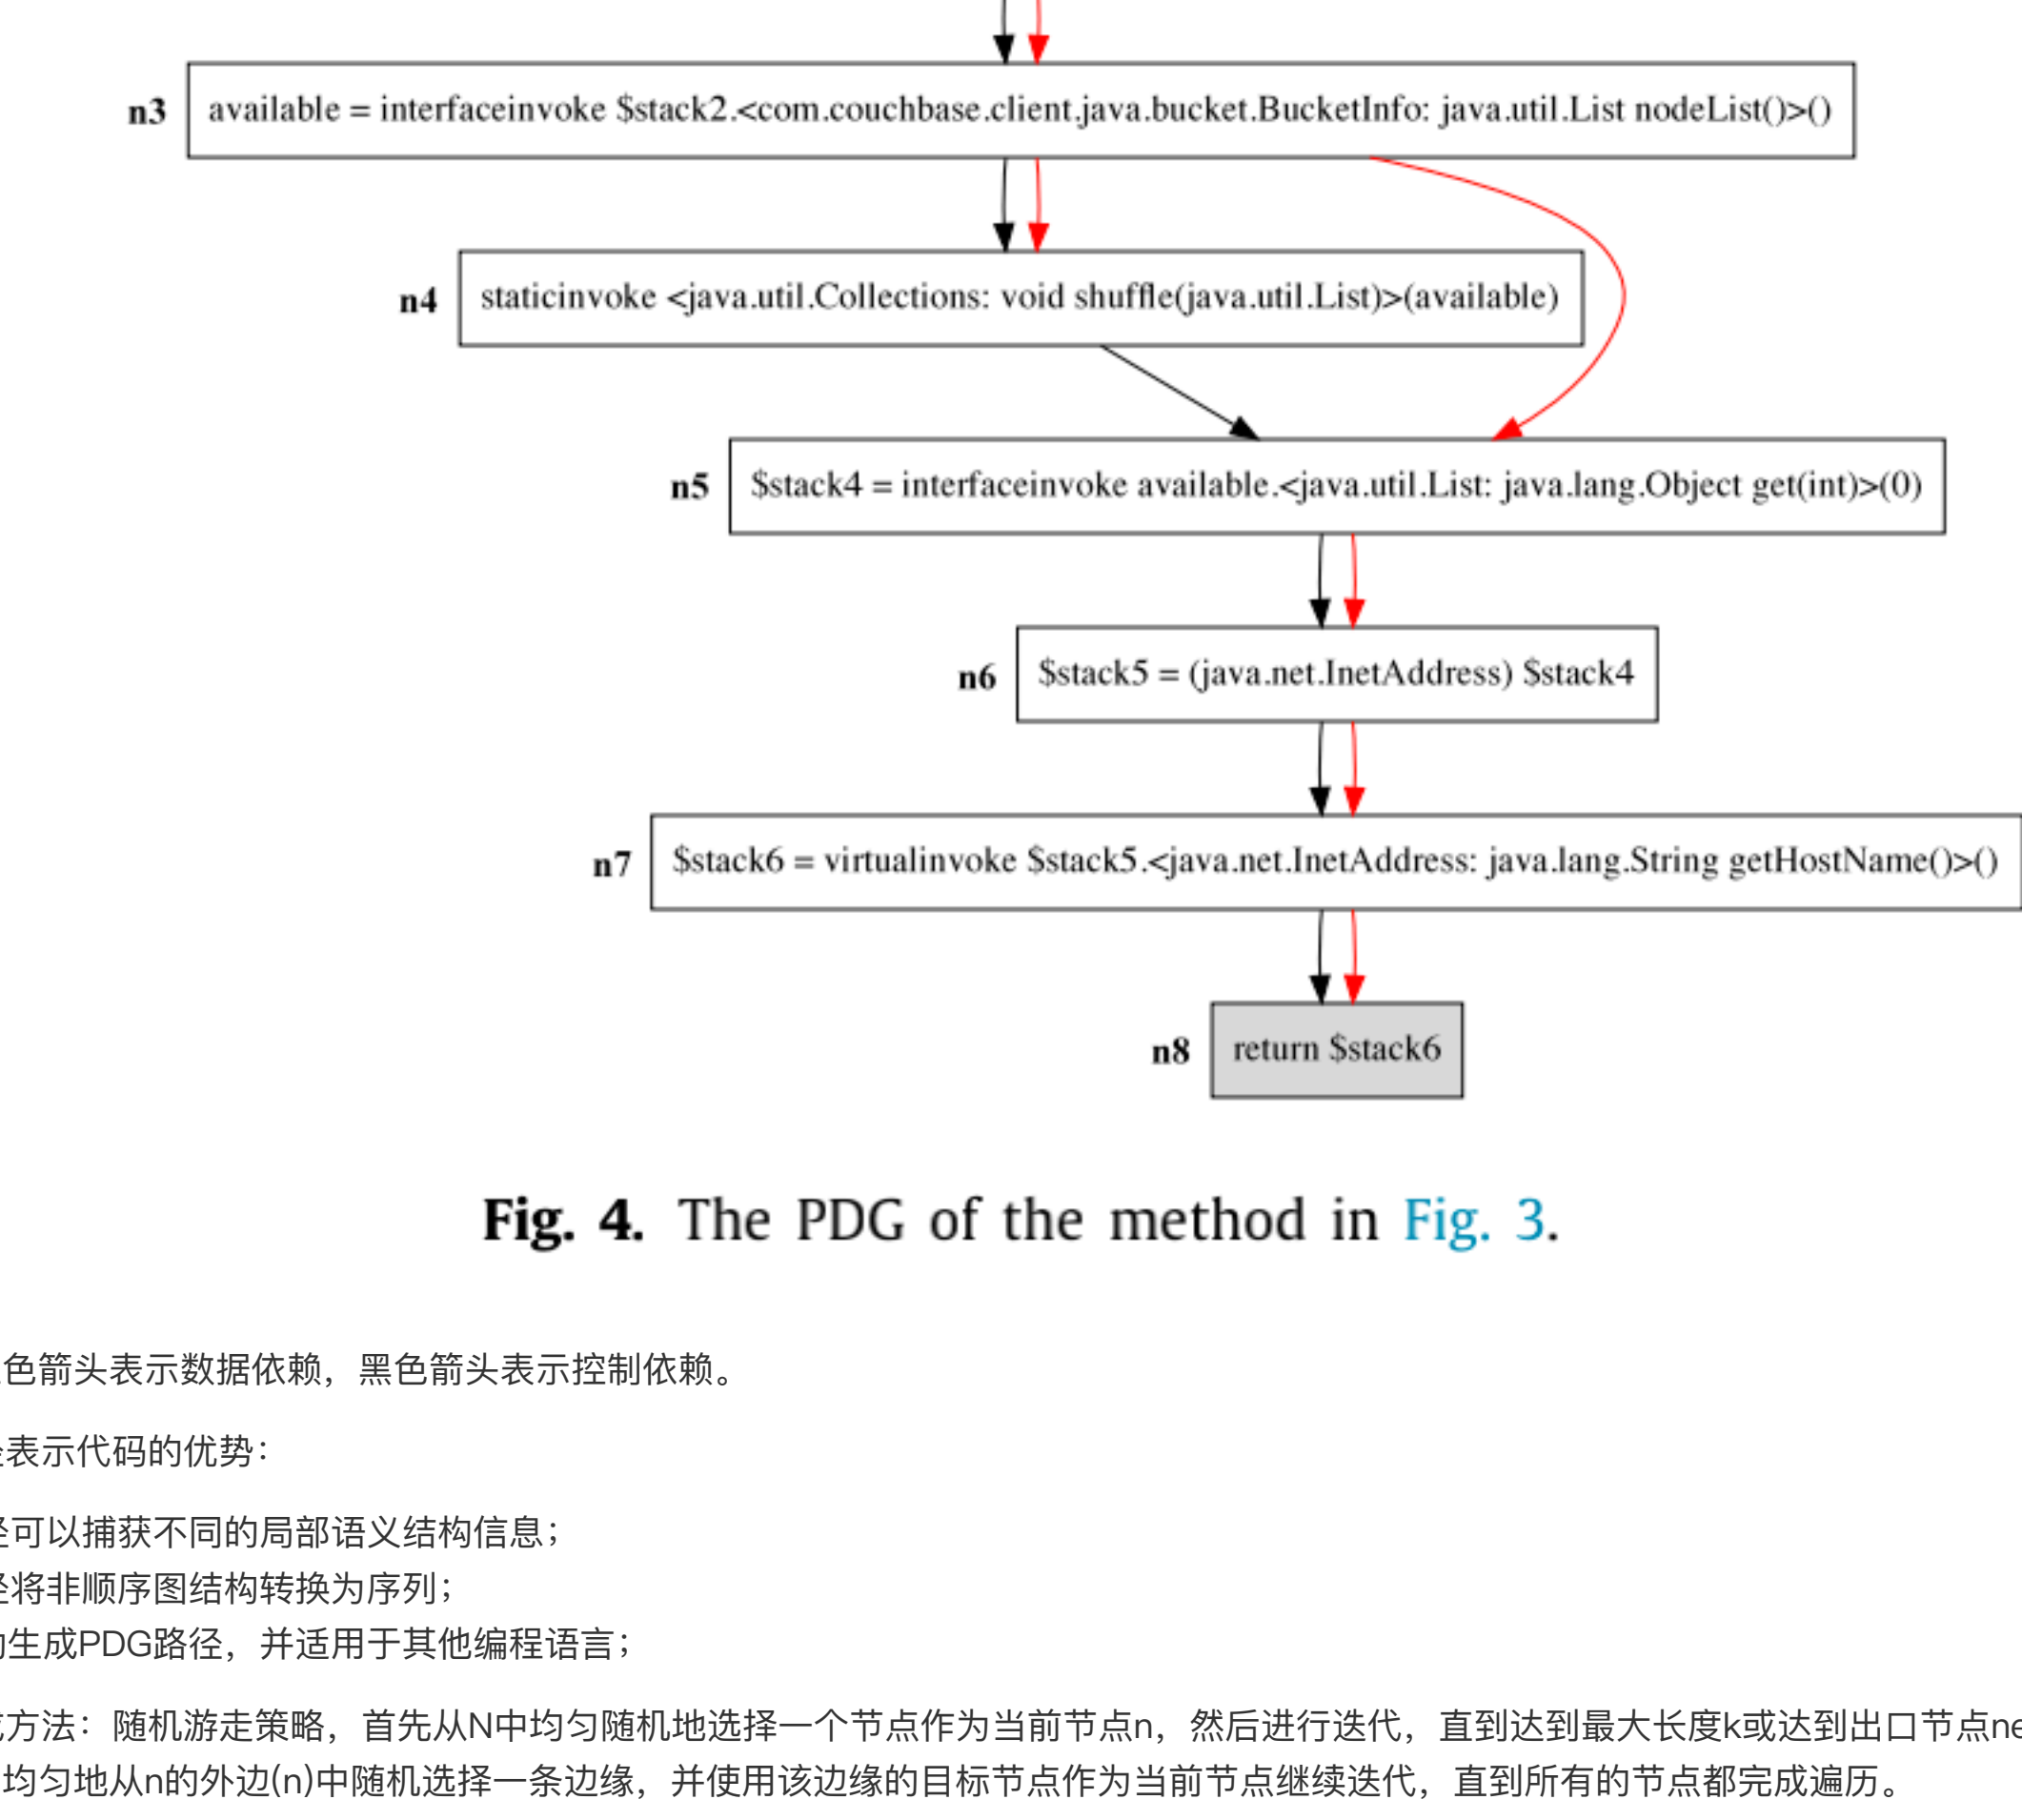 n3 available = interfaceinvoke $stack2.<com.couchbase.client.java.bucket.BucketInfo: java.util.List nodeList()>()
n4 staticinvoke <java.util.Collections: void shuffle(java.util.List)>(available)
n5 $stack4 = interfaceinvoke available.<java.util.List: java.lang.Object get(int)>(0)
n6 $stack5 = (java.net.InetAddress) $stack4
n7 $stack6 = virtualinvoke $stack5.<java.net.InetAddress: java.lang.String getHostName()>()
n8 return $stack6
Fig. 4. The PDG of the method in Fig. 3.
色箭头表示数据依赖，黑色箭头表示控制依赖。
表示代码的优势：
可以捕获不同的局部语义结构信息；
将非顺序图结构转换为序列；
生成PDG路径，并适用于其他编程语言；
方法：随机游走策略，首先从N中均匀随机地选择一个节点作为当前节点n，然后进行迭代，直到达到最大长度k或达到出口节点ne
均匀地从n的外边(n)中随机选择一条边缘，并使用该边缘的目标节点作为当前节点继续迭代，直到所有的节点都完成遍历。